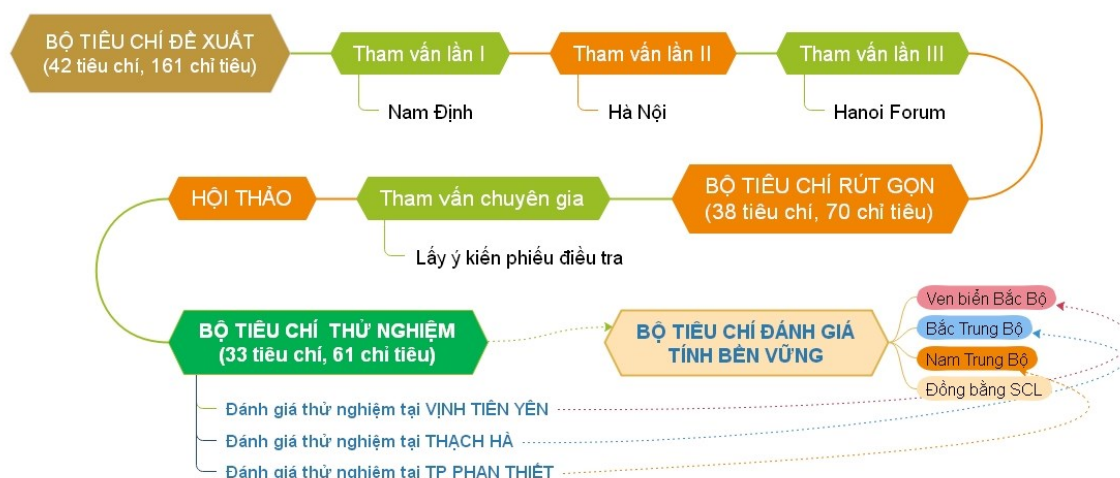 BỘ TIÊU CHÍ ĐỀ XUẤT
(42 tiêu chí, 161 chỉ tiêu)
Tham vấn lần I
Tham vấn lần II
Tham vấn lần III
Nam Định
Hà Nội
Hanoi Forum
HỘI THẢO
Tham vấn chuyên gia
BỘ TIÊU CHÍ RÚT GỌN
(38 tiêu chí, 70 chỉ tiêu)
Lấy ý kiến phiếu điều tra
BỘ TIÊU CHÍ THỬ NGHIỆM
(33 tiêu chí, 61 chỉ tiêu)
BỘ TIÊU CHÍ ĐÁNH GIÁ
TÍNH BỀN VỮNG
Ven biển Bắc Bộ
Bắc Trung Bộ
Nam Trung Bộ
Đồng bằng SCL
Đánh giá thử nghiệm tại VỊNH TIÊN YÊN
Đánh giá thử nghiệm tại THẠCH HÀ
Đánh giá thử nghiệm tại TP PHAN THIẾT